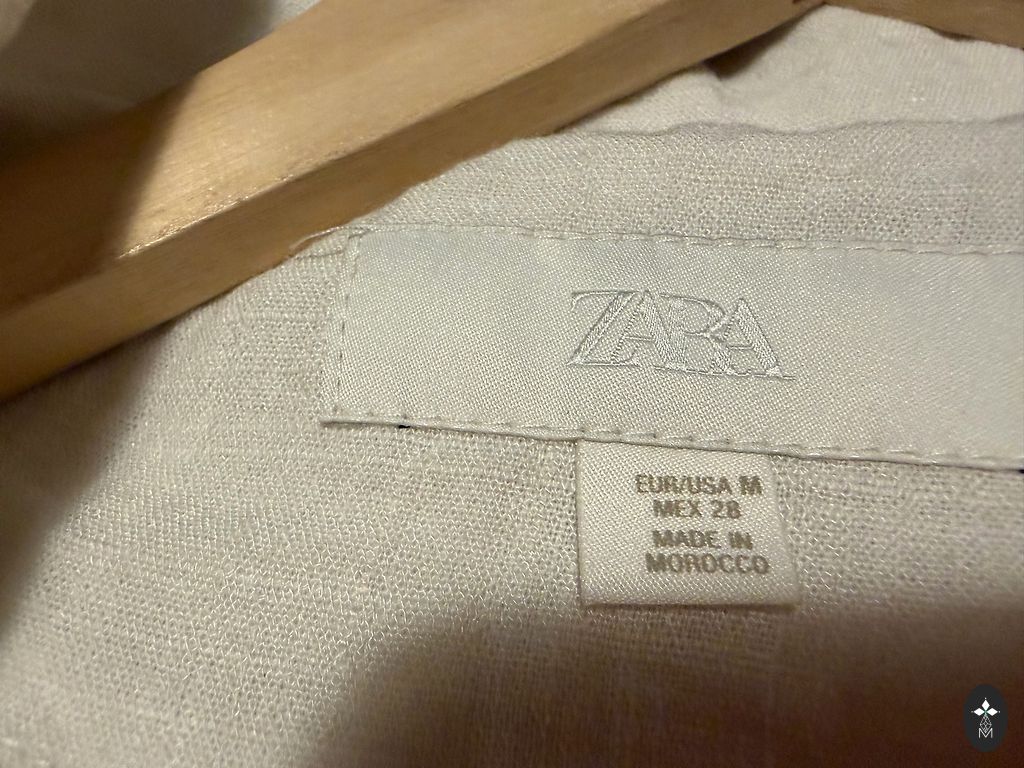 ZARA
EUR/USA M
MEX 28
MADE IN
MOROCCO
M